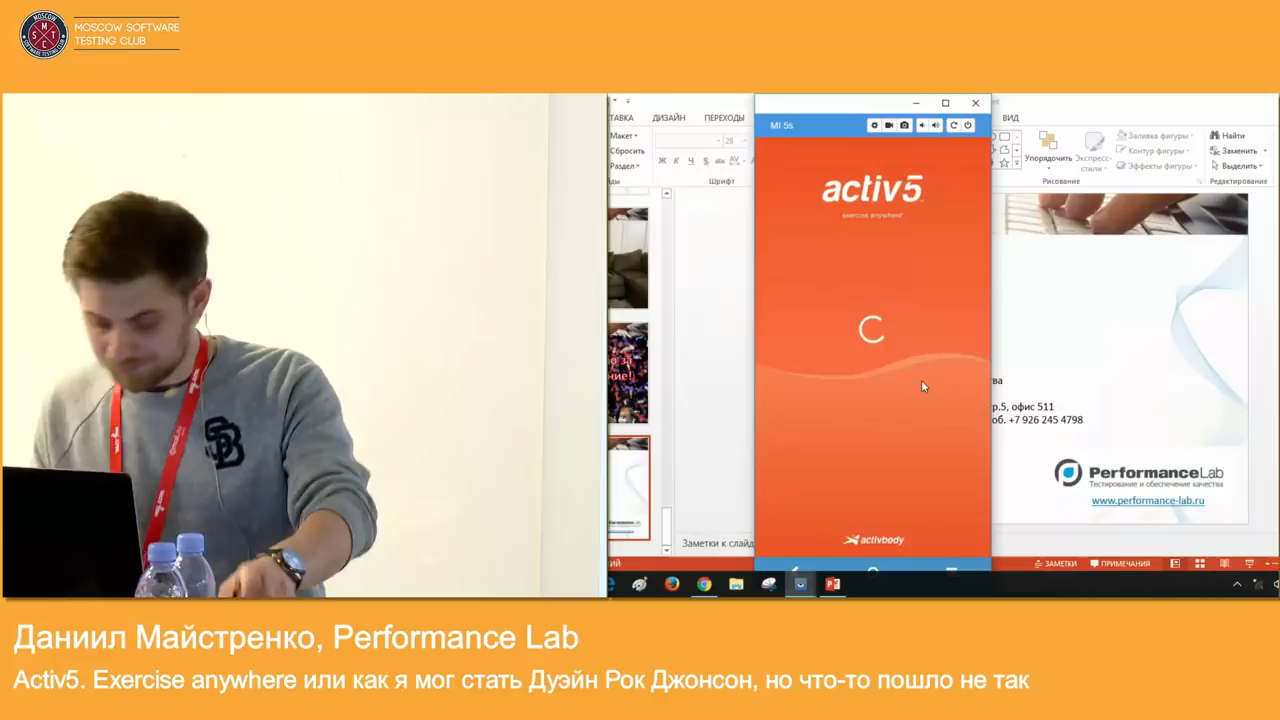 MOSCOW SOFTWARE
TESTING CLUB
ДИЗАЙН
ПЕРЕХОДЫ
ВИД
MI 5s
Макет
Сбросить
Раздел
28
Шрифт
Упорядочить
Экспресс-
стили
Заливка фигуры
Контур фигуры
Эффекты фигуры
Рисование
Найти
Заменить
Выделить
Редактирование
activ5
exercise anywhere
activbody
р.5, офис 511
об. +7 926 245 4798
PerformanceLab
Тестирование и обеспечение качества
www.performance-lab.ru
Заметки к слайд
ЗАМЕТКИ
ПРИМЕЧАНИЯ
SD
Даниил Майстренко, Performance Lab
Activ5. Exercise anywhere или как я мог стать Дуэйн Рок Джонсон, но что-то пошло не так